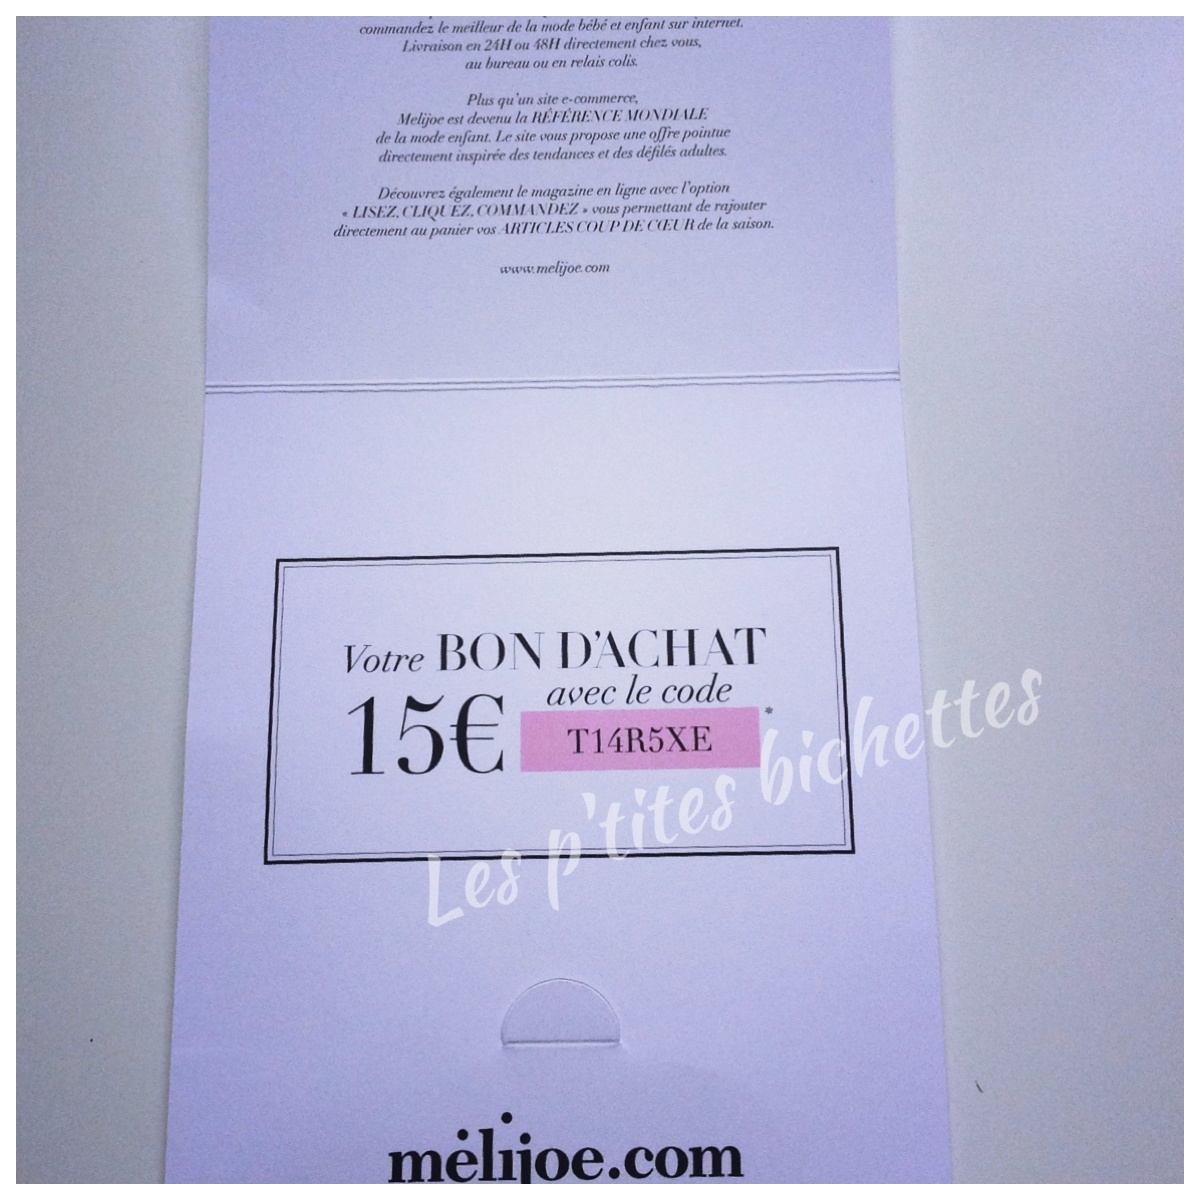 commandez le meilleur de la mode bébé et enfant sur internet.
Livraison en 24H ou 48H directement chez vous,
au bureau ou en relais colis.
Plus qu'un site e-commerce,
Melijoe est devenu la RÉFÉRENCE MONDIALE
de la mode enfant. Le site vous propose une offre pointue
directement inspirée des tendances et des défilés adultes.
Découvrez également le magazine en ligne avec l'option
« LISEZ, CLIQUEZ, COMMANDEZ » vous permettant de rajouter
directement au panier vos ARTICLES COUP DE CŒUR de la saison.
www.melijoe.com
Votre BON D'ACHAT
15€ avec le code
T14R5XE*
Les p'tites bichettes
mélijoe.com